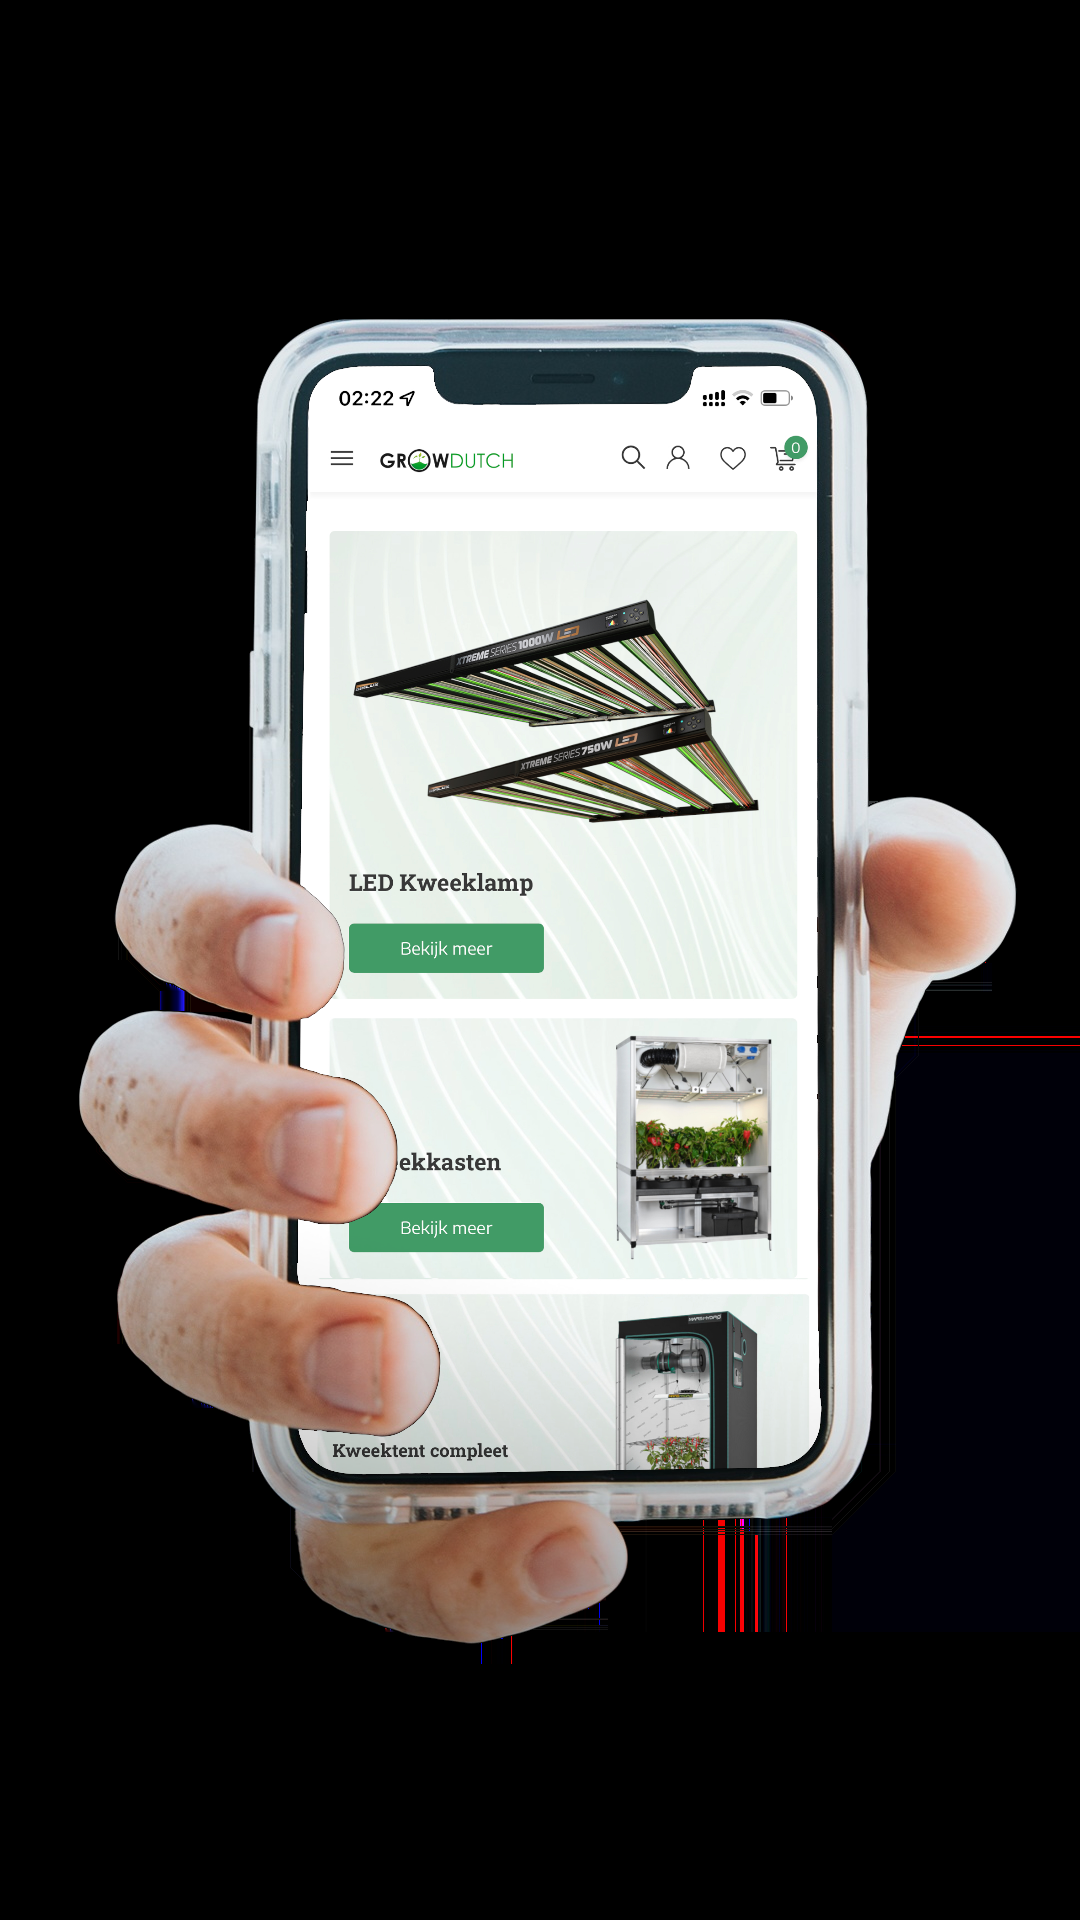 02:22
GROWDUTCH
0
XTREME SERIES 1000W LED
XTREME SERIES 750W LED
LED Kweeklamp
Bekijk meer
ekkasten
Bekijk meer
MARSHYDRO
Kweektent compleet